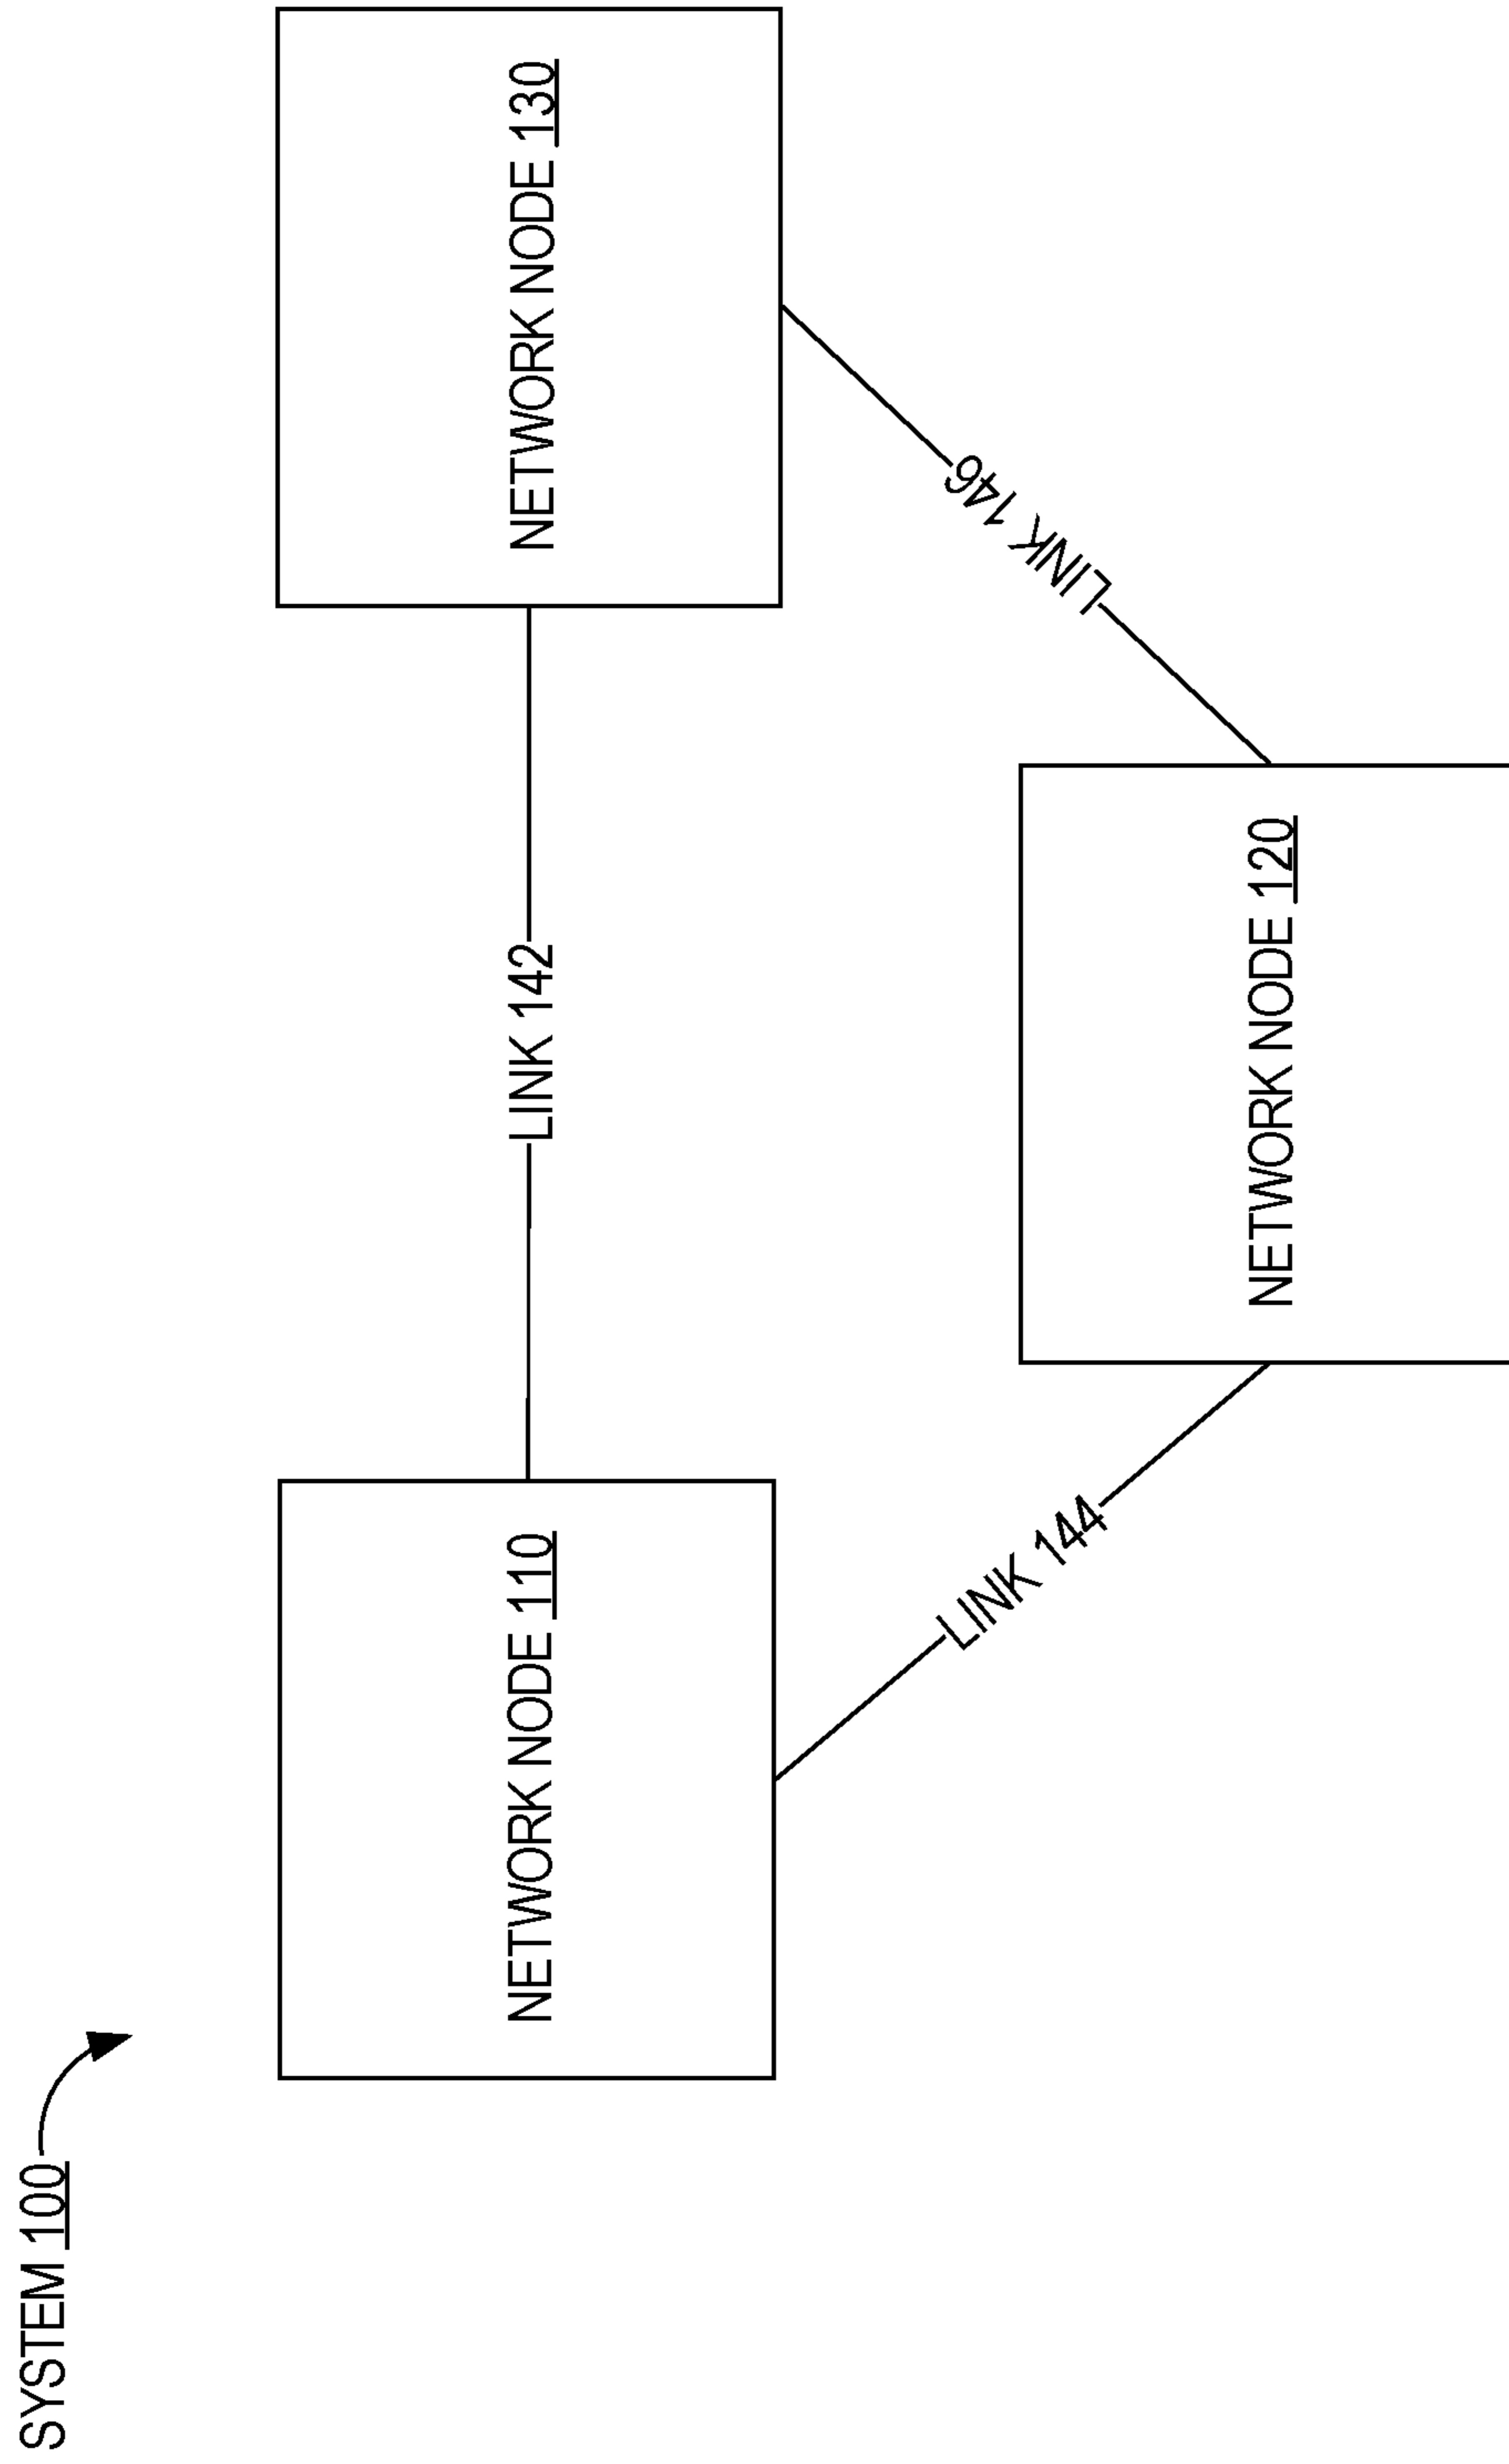 SYSTEM 100
NETWORK NODE 110
LINK 142
NETWORK NODE 130
LINK 144
LINK 146
NETWORK NODE 120